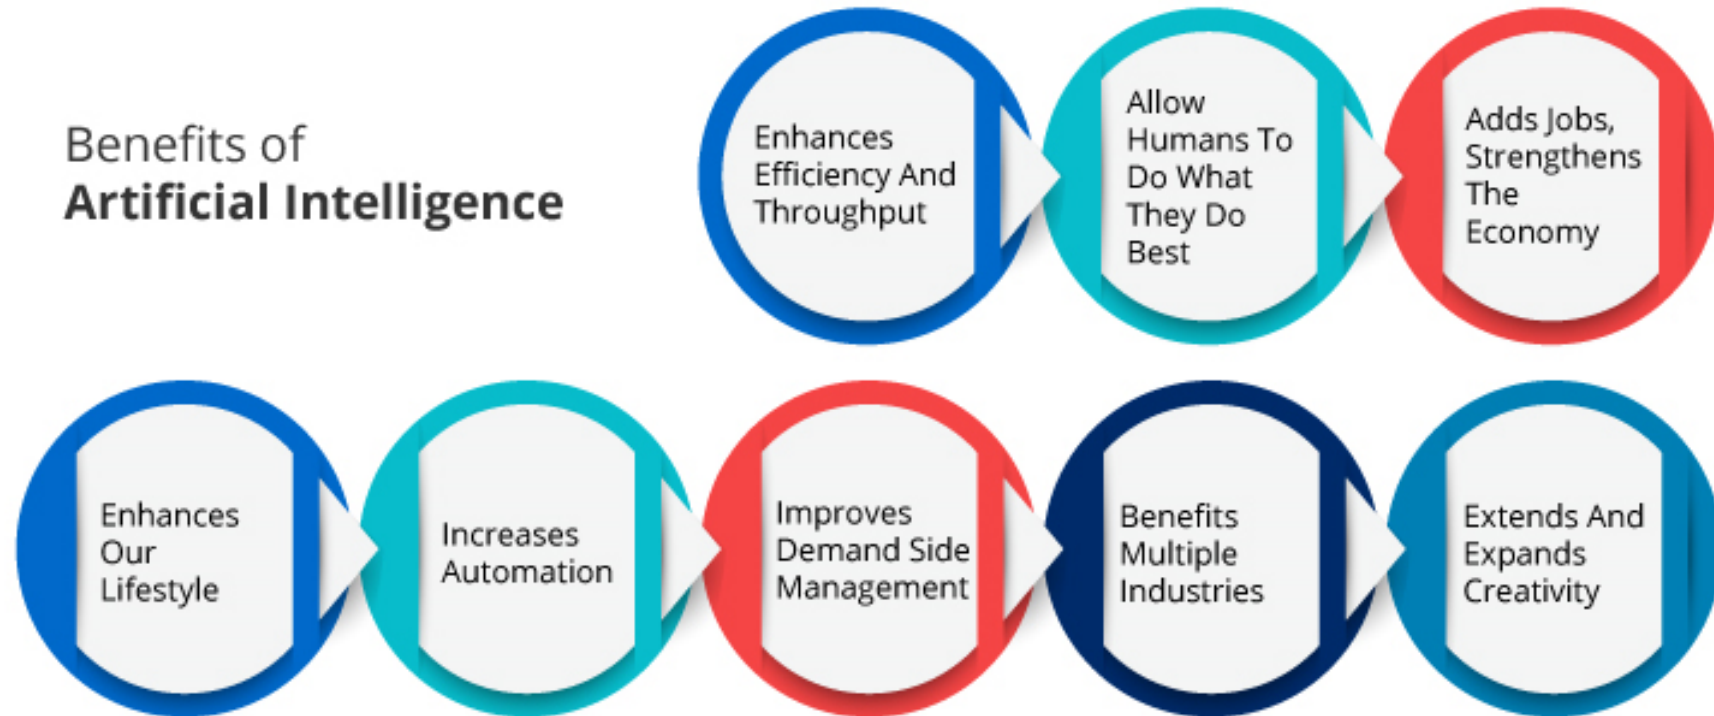 Benefits of
Artificial Intelligence
Enhances
Efficiency And
Throughput
Allow
Humans To
Do What
They Do
Best
Adds Jobs,
Strengthens
The
Economy
Enhances
Our
Lifestyle
Increases
Automation
Improves
Demand Side
Management
Benefits
Multiple
Industries
Extends And
Expands
Creativity